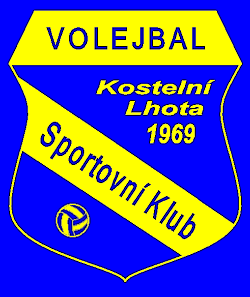 VOLEJBAL
Kostelní
Lhota
1969
Sportovní Klub